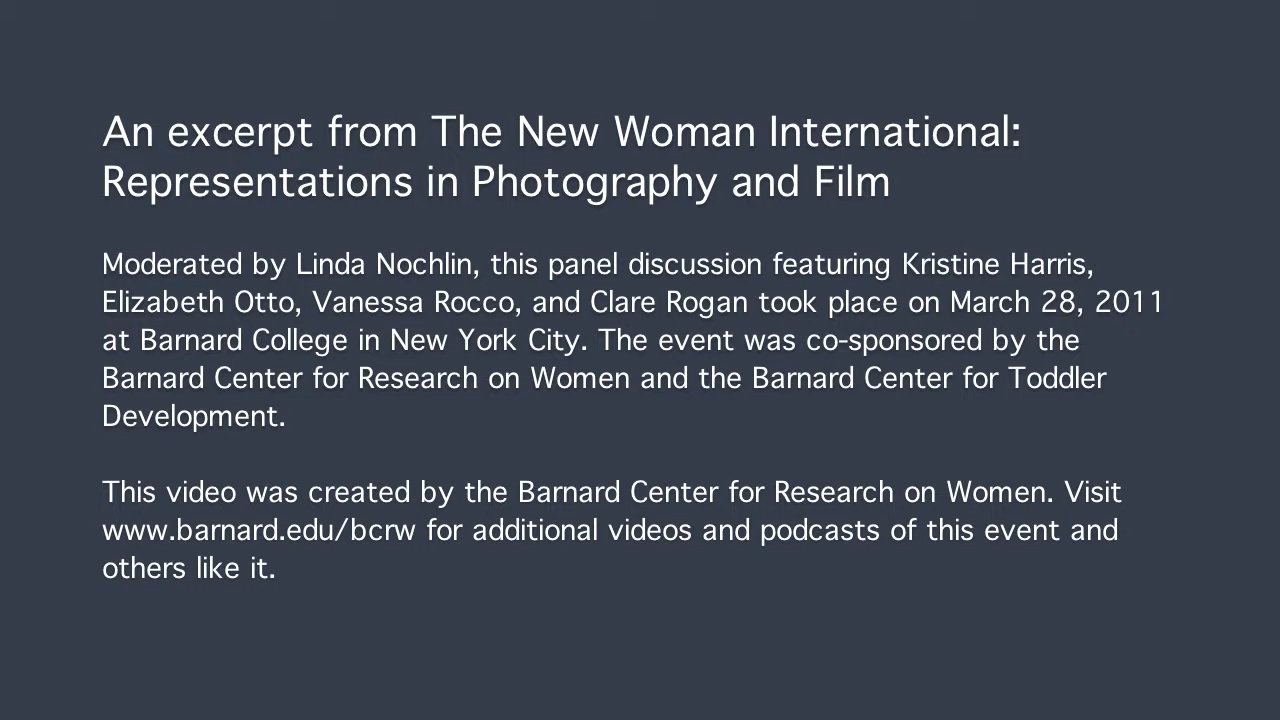 An excerpt from The New Woman International:
Representations in Photography and Film
Moderated by Linda Nochlin, this panel discussion featuring Kristine Harris,
Elizabeth Otto, Vanessa Rocco, and Clare Rogan took place on March 28, 2011
at Barnard College in New York City. The event was co-sponsored by the
Barnard Center for Research on Women and the Barnard Center for Toddler
Development.
This video was created by the Barnard Center for Research on Women. Visit
www.barnard.edu/bcrw for additional videos and podcasts of this event and
others like it.